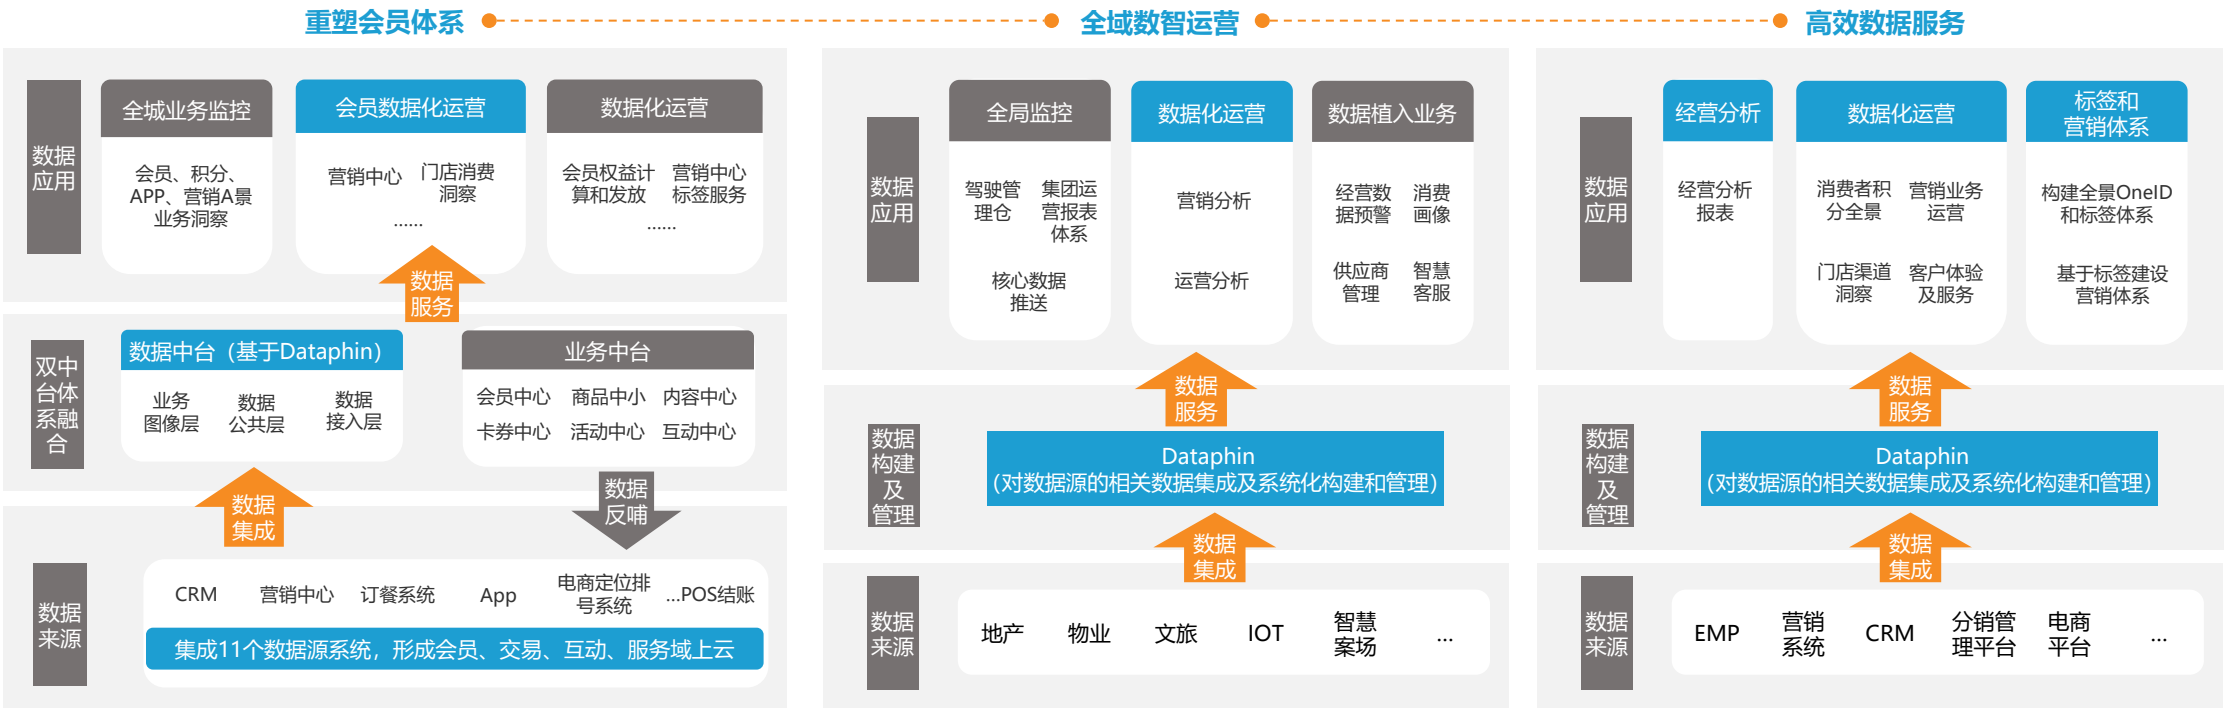 重塑会员体系
全域数智运营
高效数据服务
数据
应用
全城业务监控
会员、积分、
APP、营销A景
业务洞察
会员数据化运营
营销中心
门店消费
洞察
......
数据化运营
会员权益计
算和发放
营销中心
标签服务
......
数据
服务
双中
台体
系融
合
数据中台（基于Dataphin）
业务
图像层
数据
公共层
数据
接入层
业务中台
会员中心
商品中小
内容中心
卡券中心
活动中心
互动中心
数据
集成
数据
反哺
数据
来源
CRM
营销中心
订餐系统
App
电商定位排
号系统
...POS结账
集成11个数据源系统，形成会员、交易、互动、服务域上云
数据
应用
全局监控
驾驶管
理仓
集团运
营报表
体系
核心数据
推送
数据化运营
营销分析
运营分析
数据植入业务
经营数
据预警
消费
画像
供应商
管理
智慧
客服
数据
服务
数据
构建
及
管理
Dataphin
（对数据源的相关数据集成及系统化构建和管理）
数据
集成
数据
来源
地产
物业
文旅
IOT
智慧
案场
...
数据
应用
经营分析
经营分析
报表
数据化运营
消费者积
分全景
营销业务
运营
门店渠道
洞察
客户体验
及服务
标签和
营销体系
构建全景OneID
和标签体系
基于标签建设
营销体系
数据
服务
数据
构建
及
管理
Dataphin
（对数据源的相关数据集成及系统化构建和管理）
数据
集成
数据
来源
EMP
营销
系统
CRM
分销管
理平台
电商
平台
...